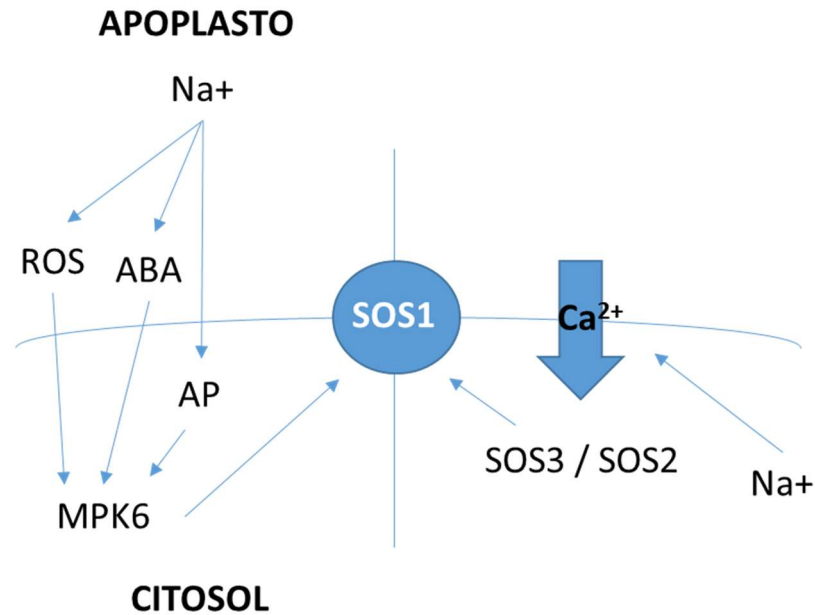 APOPLASTO
Na+
ROS
ABA
SOS1
Ca²⁺
AP
SOS3 / SOS2
Na+
MPK6
CITOSOL